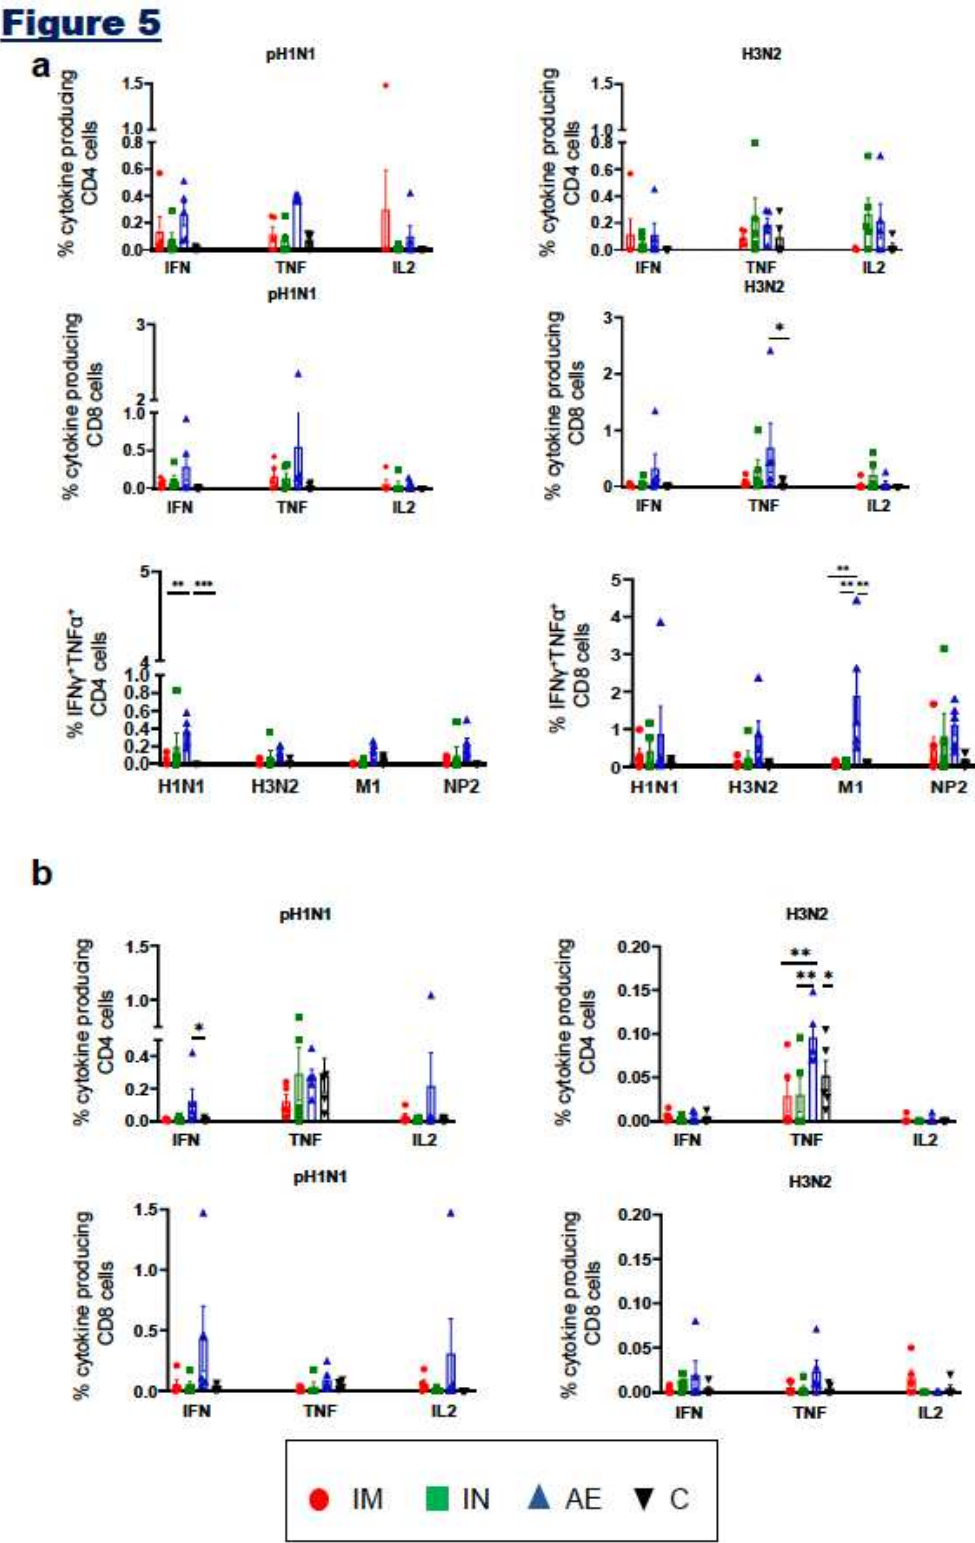 Figure 5
a
pH1N1
H3N2
% cytokine producing
CD4 cells
1.5
1.0
0.8
0.6
0.4
0.2
0.0
IFN TNF IL2
% cytokine producing
CD4 cells
1.5
1.0
0.8
0.6
0.4
0.2
0.0
IFN TNF IL2
pH1N1
H3N2
% cytokine producing
CD8 cells
3
2
1.0
0.5
0.0
IFN TNF IL2
% cytokine producing
CD8 cells
3
2
1
0
*
IFN TNF IL2
% IFNγ+TNFα+
CD4 cells
5
4
1.0
0.8
0.6
0.4
0.2
0.0
** ***
H1N1 H3N2 M1 NP2
% IFNγ+TNFα+
CD8 cells
5
4
3
2
1
0
**
** **
H1N1 H3N2 M1 NP2
b
pH1N1
H3N2
% cytokine producing
CD4 cells
1.5
1.0
0.4
0.2
0.0
*
IFN TNF IL2
% cytokine producing
CD4 cells
0.20
0.15
0.10
0.05
0.00
**
** *
IFN TNF IL2
pH1N1
H3N2
% cytokine producing
CD8 cells
1.5
1.0
0.5
0.0
IFN TNF IL2
% cytokine producing
CD8 cells
0.20
0.15
0.10
0.05
0.00
IFN TNF IL2
IM IN AE C